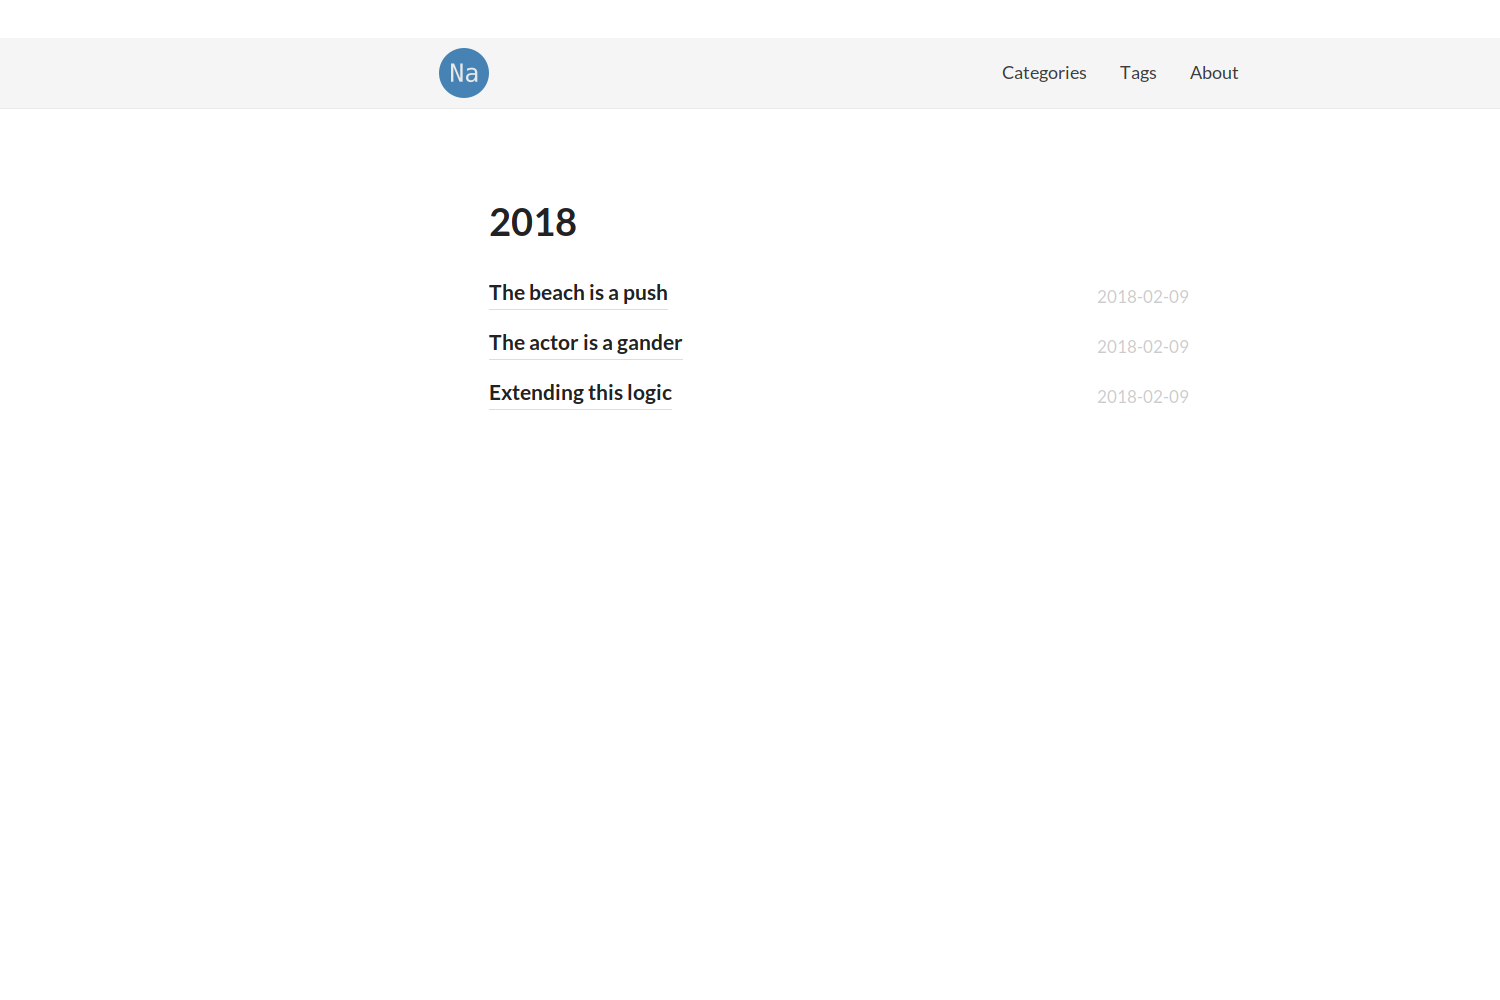 Na
Categories Tags About
2018
The beach is a push 2018-02-09
The actor is a gander 2018-02-09
Extending this logic 2018-02-09